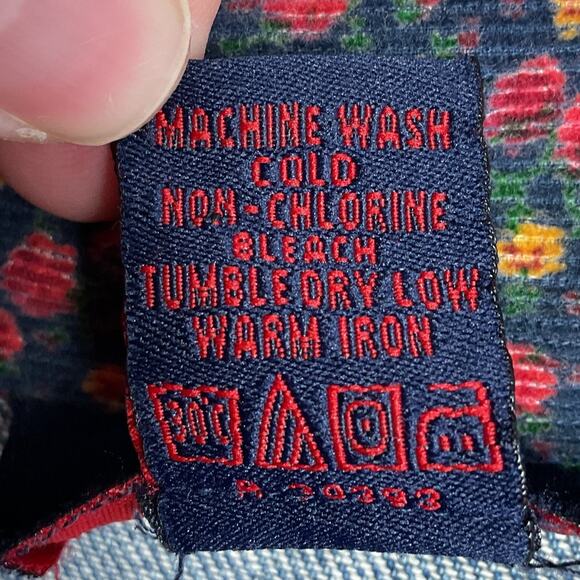 MACHINE WASH
COLD
NON-CHLORINE
BLEACH
TUMBLE DRY LOW
WARM IRON
30°C